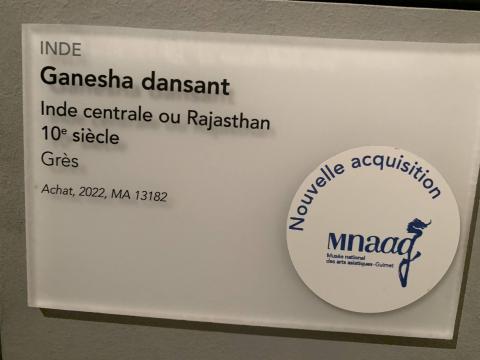 INDE
Ganesha dansant
Inde centrale ou Rajasthan
10e siècle
Grès
Achat, 2022, MA 13182
Nouvelle acquisition
mnaag
Musée national
des arts asiatiques-Guimet